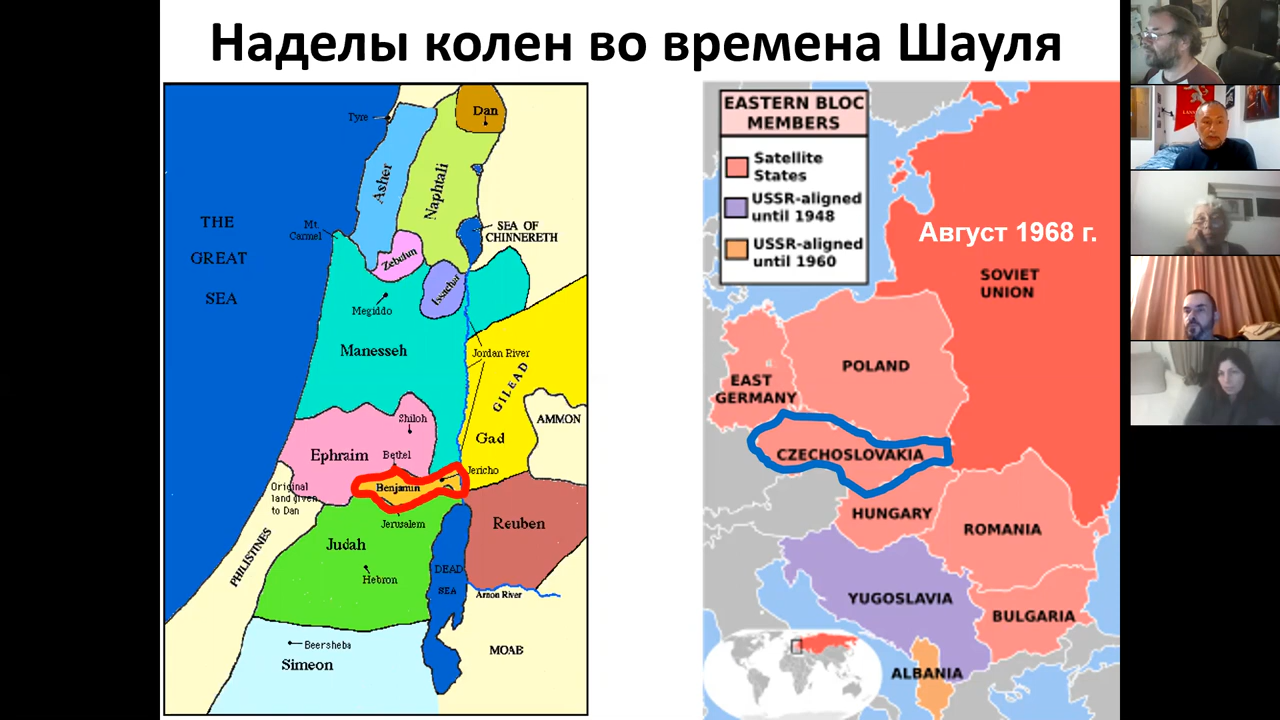 Наделы колен во времена Шауля
Tyre
Dan
Asher
Naphtali
THE
GREAT
SEA
Mt.
Carmel
SEA OF
CHINNERETH
Zebulun
Issachar
Megiddo
Manesseh
Jordan River
GILEAD
Shiloh
AMMON
Gad
Ephraim
Bethel
Jericho
Benjamin
Original
land given
to Dan
Jerusalem
Reuben
Judah
PHILISTINES
Hebron
DEAD
SEA
Arnon River
Beersheba
MOAB
Simeon
EASTERN BLOC
MEMBERS
Satellite
States
USSR-aligned
until 1948
USSR-aligned
until 1960
Август 1968 г.
SOVIET
UNION
POLAND
EAST
GERMANY
CZECHOSLOVAKIA
HUNGARY
ROMANIA
YUGOSLAVIA
BULGARIA
ALBANIA